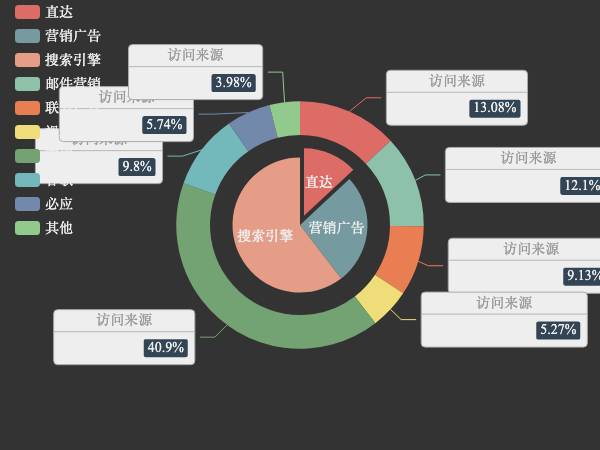 直达
营销广告
搜索引擎
邮件营销
联
必应
其他
访问来源
3.98%
访问来源
5.74%
访问来源
9.8%
访问来源
13.08%
访问来源
12.1%
访问来源
9.13%
访问来源
5.27%
访问来源
40.9%
直达
营销广告
搜索引擎